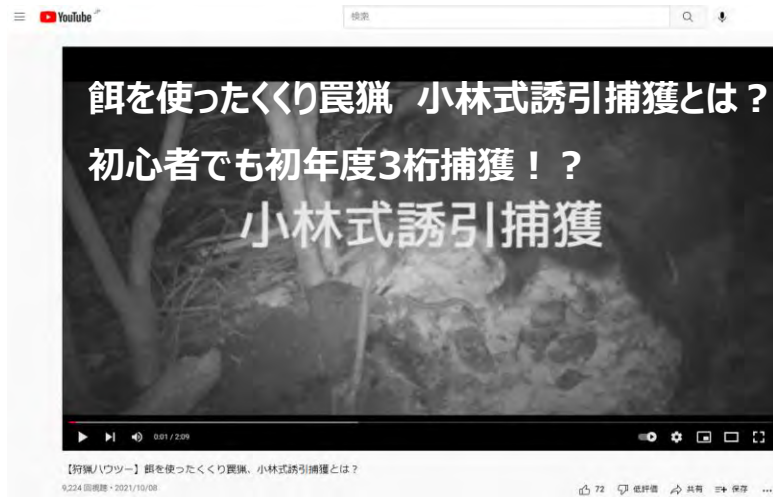 YouTube JP
検索
餌を使ったくくり罠猟 小林式誘引捕獲とは？
初心者でも初年度3桁捕獲！？
小林式誘引捕獲
0:01 / 2:09
【狩猟ハウツー】餌を使ったくくり罠猟、小林式誘引捕獲とは？
9,224 回視聴・2021/10/08
72 低評価 共有 保存 …